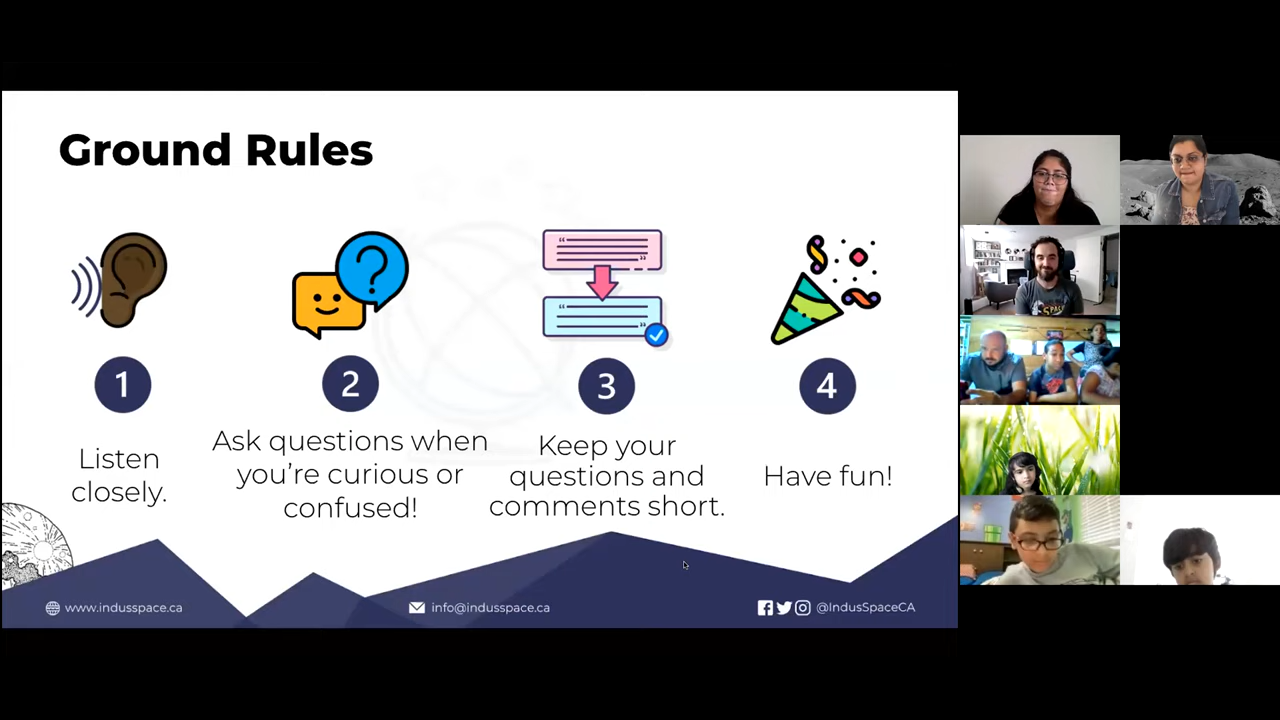 Ground Rules
1
2
3
4
Listen
closely.
Ask questions when
you're curious or
confused!
Keep your
questions and
comments short.
Have fun!
www.indusspace.ca
info@indusspace.ca
@IndusSpaceCA